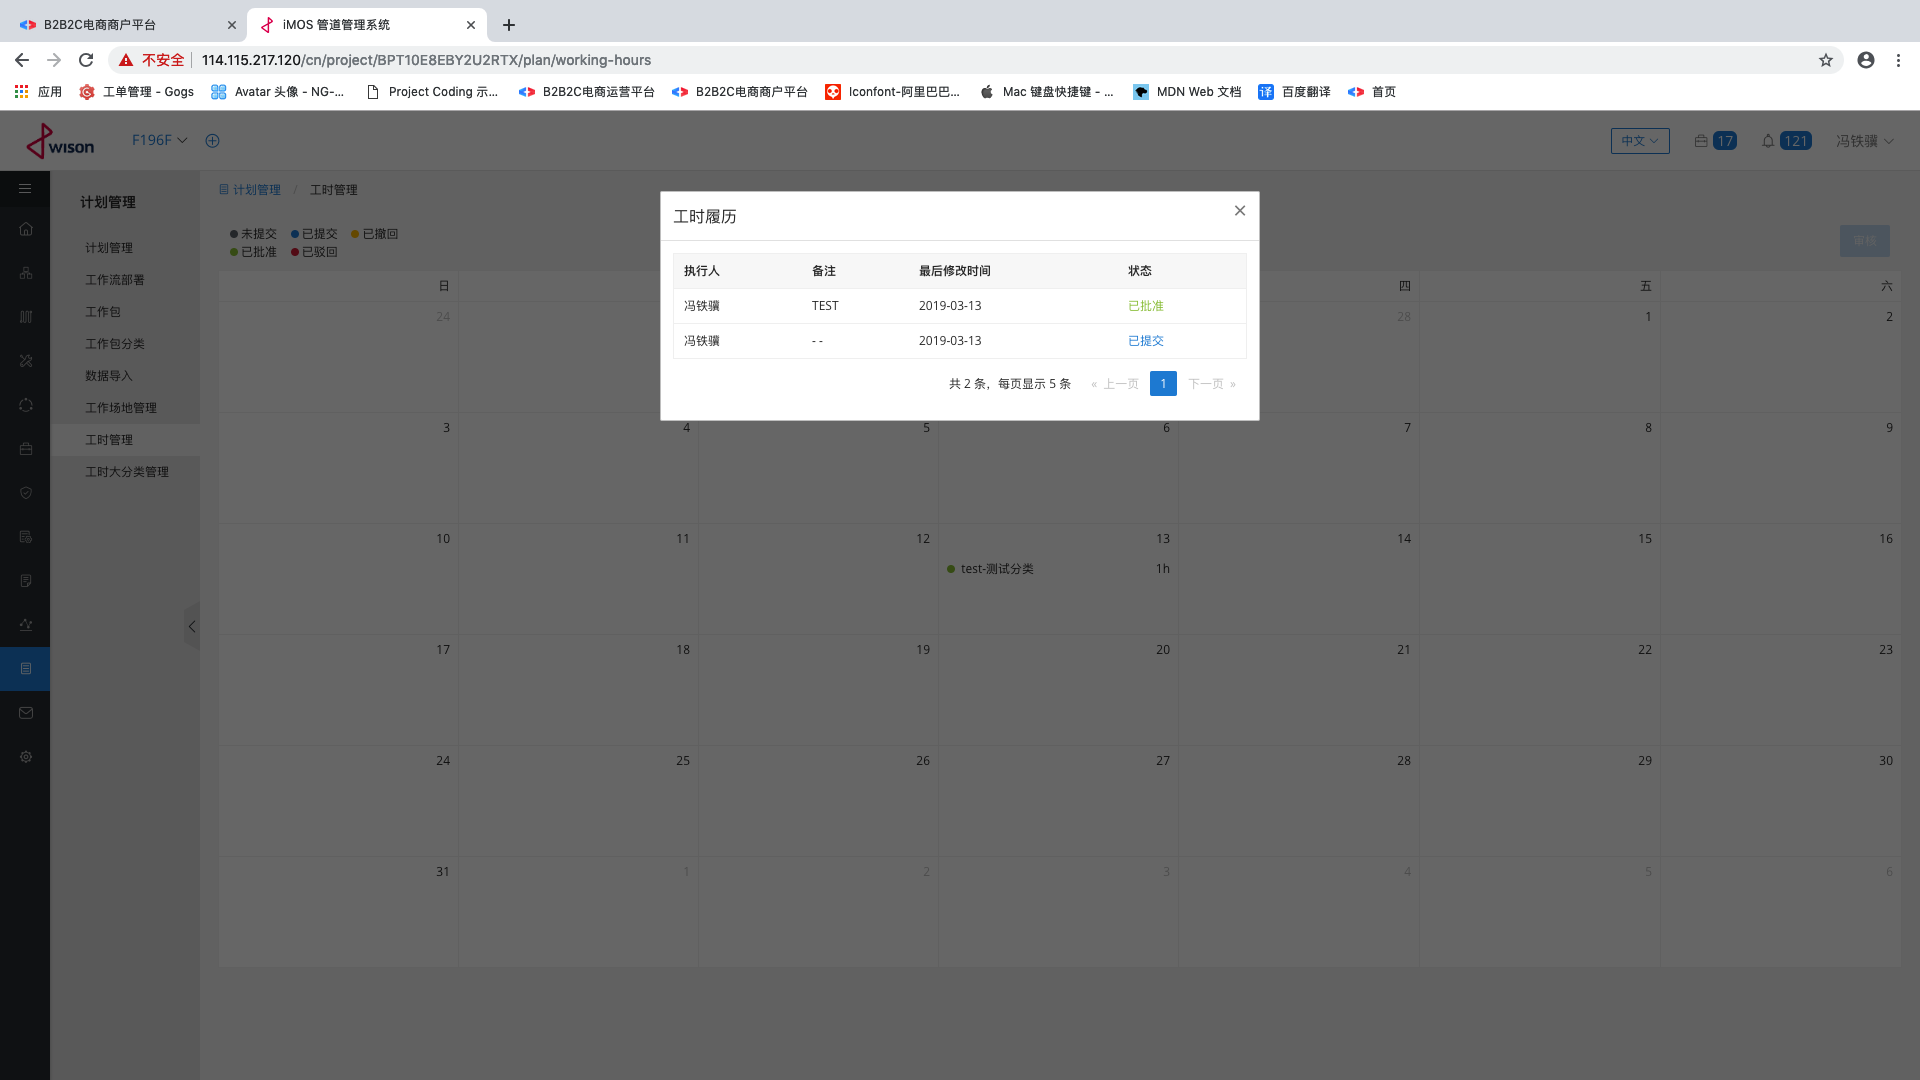 B2B2C电商商户平台
iMOS 管道管理系统
不安全
114.115.217.120/cn/project/BPT10E8EBY2U2RTX/plan/working-hours
应用
工单管理 - Gogs
Avatar 头像 - NG-...
Project Coding 示...
B2B2C电商运营平台
B2B2C电商商户平台
Iconfont-阿里巴巴...
Mac 键盘快捷键 - ...
MDN Web 文档
译
百度翻译
首页
wison
F196F
中文
17
121
冯铁骥
计划管理
计划管理
工作流部署
工作包
工作包分类
数据导入
工作场地管理
工时管理
工时大分类管理
计划管理 / 工时管理
未提交 已提交 已撤回
已批准 已驳回
审核
工时履历
执行人 备注 最后修改时间 状态
冯铁骥 TEST 2019-03-13 已批准
冯铁骥 - - 2019-03-13 已提交
共 2 条，每页显示 5 条 « 上一页 1 下一页 »
日 四 五 六
24 28 1 2
3 4 5 6 7 8 9
10 11 12 13 14 15 16
test-测试分类 1h
17 18 19 20 21 22 23
24 25 26 27 28 29 30
31 1 2 3 4 5 6